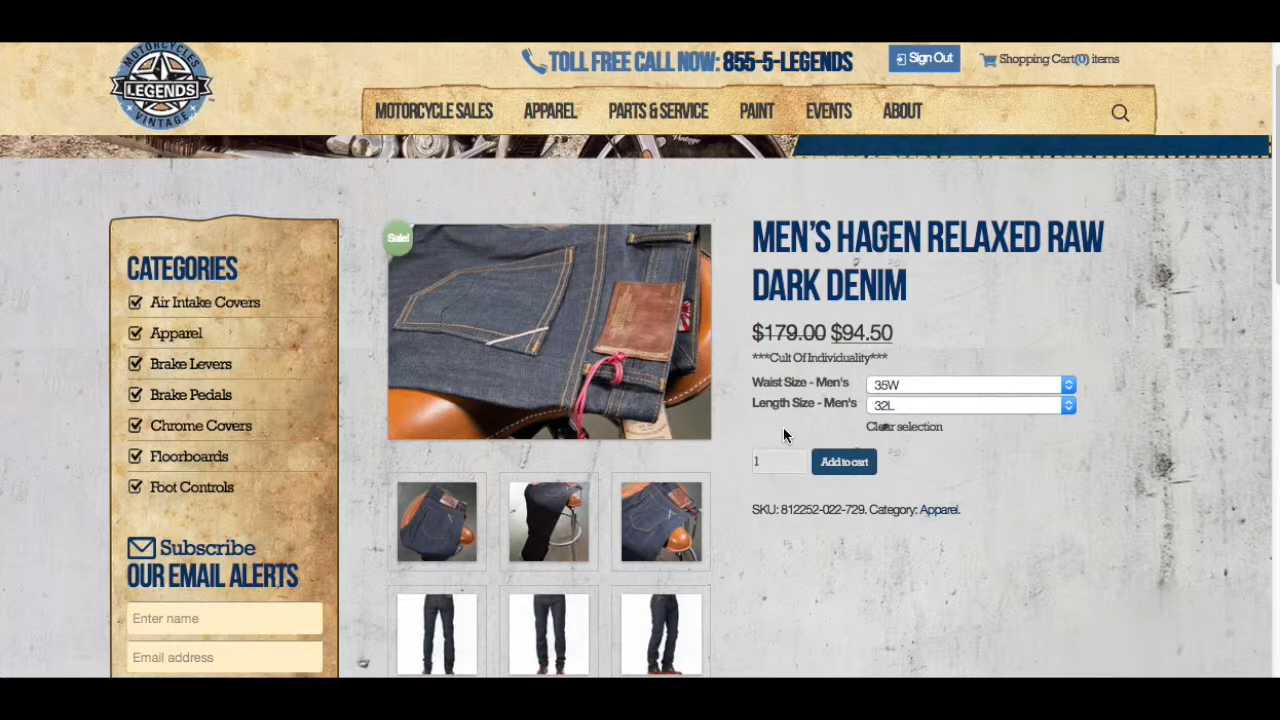 MOTORCYCLES
LEGENDS
VINTAGE
TOLL FREE CALL NOW: 855-5-LEGENDS
Sign Out
Shopping Cart(0) items
MOTORCYCLE SALES APPAREL PARTS & SERVICE PAINT EVENTS ABOUT
CATEGORIES
Air Intake Covers
Apparel
Brake Levers
Brake Pedals
Chrome Covers
Floorboards
Foot Controls
Subscribe
OUR EMAIL ALERTS
Enter name
Email address
Sale!
MEN'S HAGEN RELAXED RAW
DARK DENIM
$179.00 $94.50
***Cult Of Individuality***
Waist Size - Men's 35W
Length Size - Men's 32L
Clear selection
1 Add to cart
SKU: 812252-022-729. Category: Apparel.